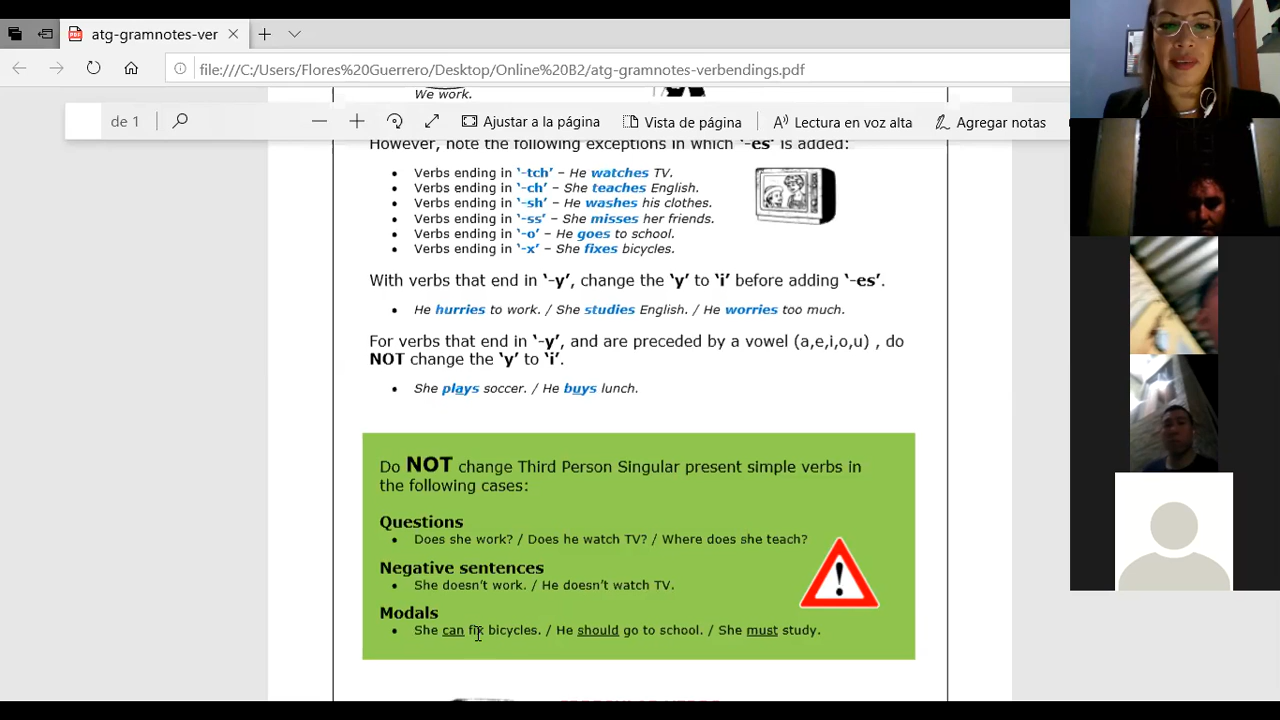 atg-gramnotes-ver
file:///C:/Users/Flores%20Guerrero/Desktop/Online%20B2/atg-gramnotes-verbendings.pdf
We work.
de 1
Ajustar a la página
Vista de página
Lectura en voz alta
Agregar notas
However, note the following exceptions in which ‘-es’ is added:
• Verbs ending in ‘-tch’ – He watches TV.
• Verbs ending in ‘-ch’ – She teaches English.
• Verbs ending in ‘-sh’ – He washes his clothes.
• Verbs ending in ‘-ss’ – She misses her friends.
• Verbs ending in ‘-o’ – He goes to school.
• Verbs ending in ‘-x’ – She fixes bicycles.
With verbs that end in ‘-y’, change the ‘y’ to ‘i’ before adding ‘-es’.
• He hurries to work. / She studies English. / He worries too much.
For verbs that end in ‘-y’, and are preceded by a vowel (a,e,i,o,u) , do
NOT change the ‘y’ to ‘i’.
• She plays soccer. / He buys lunch.
Do NOT change Third Person Singular present simple verbs in
the following cases:
Questions
• Does she work? / Does he watch TV? / Where does she teach?
Negative sentences
• She doesn’t work. / He doesn’t watch TV.
Modals
• She can fix bicycles. / He should go to school. / She must study.